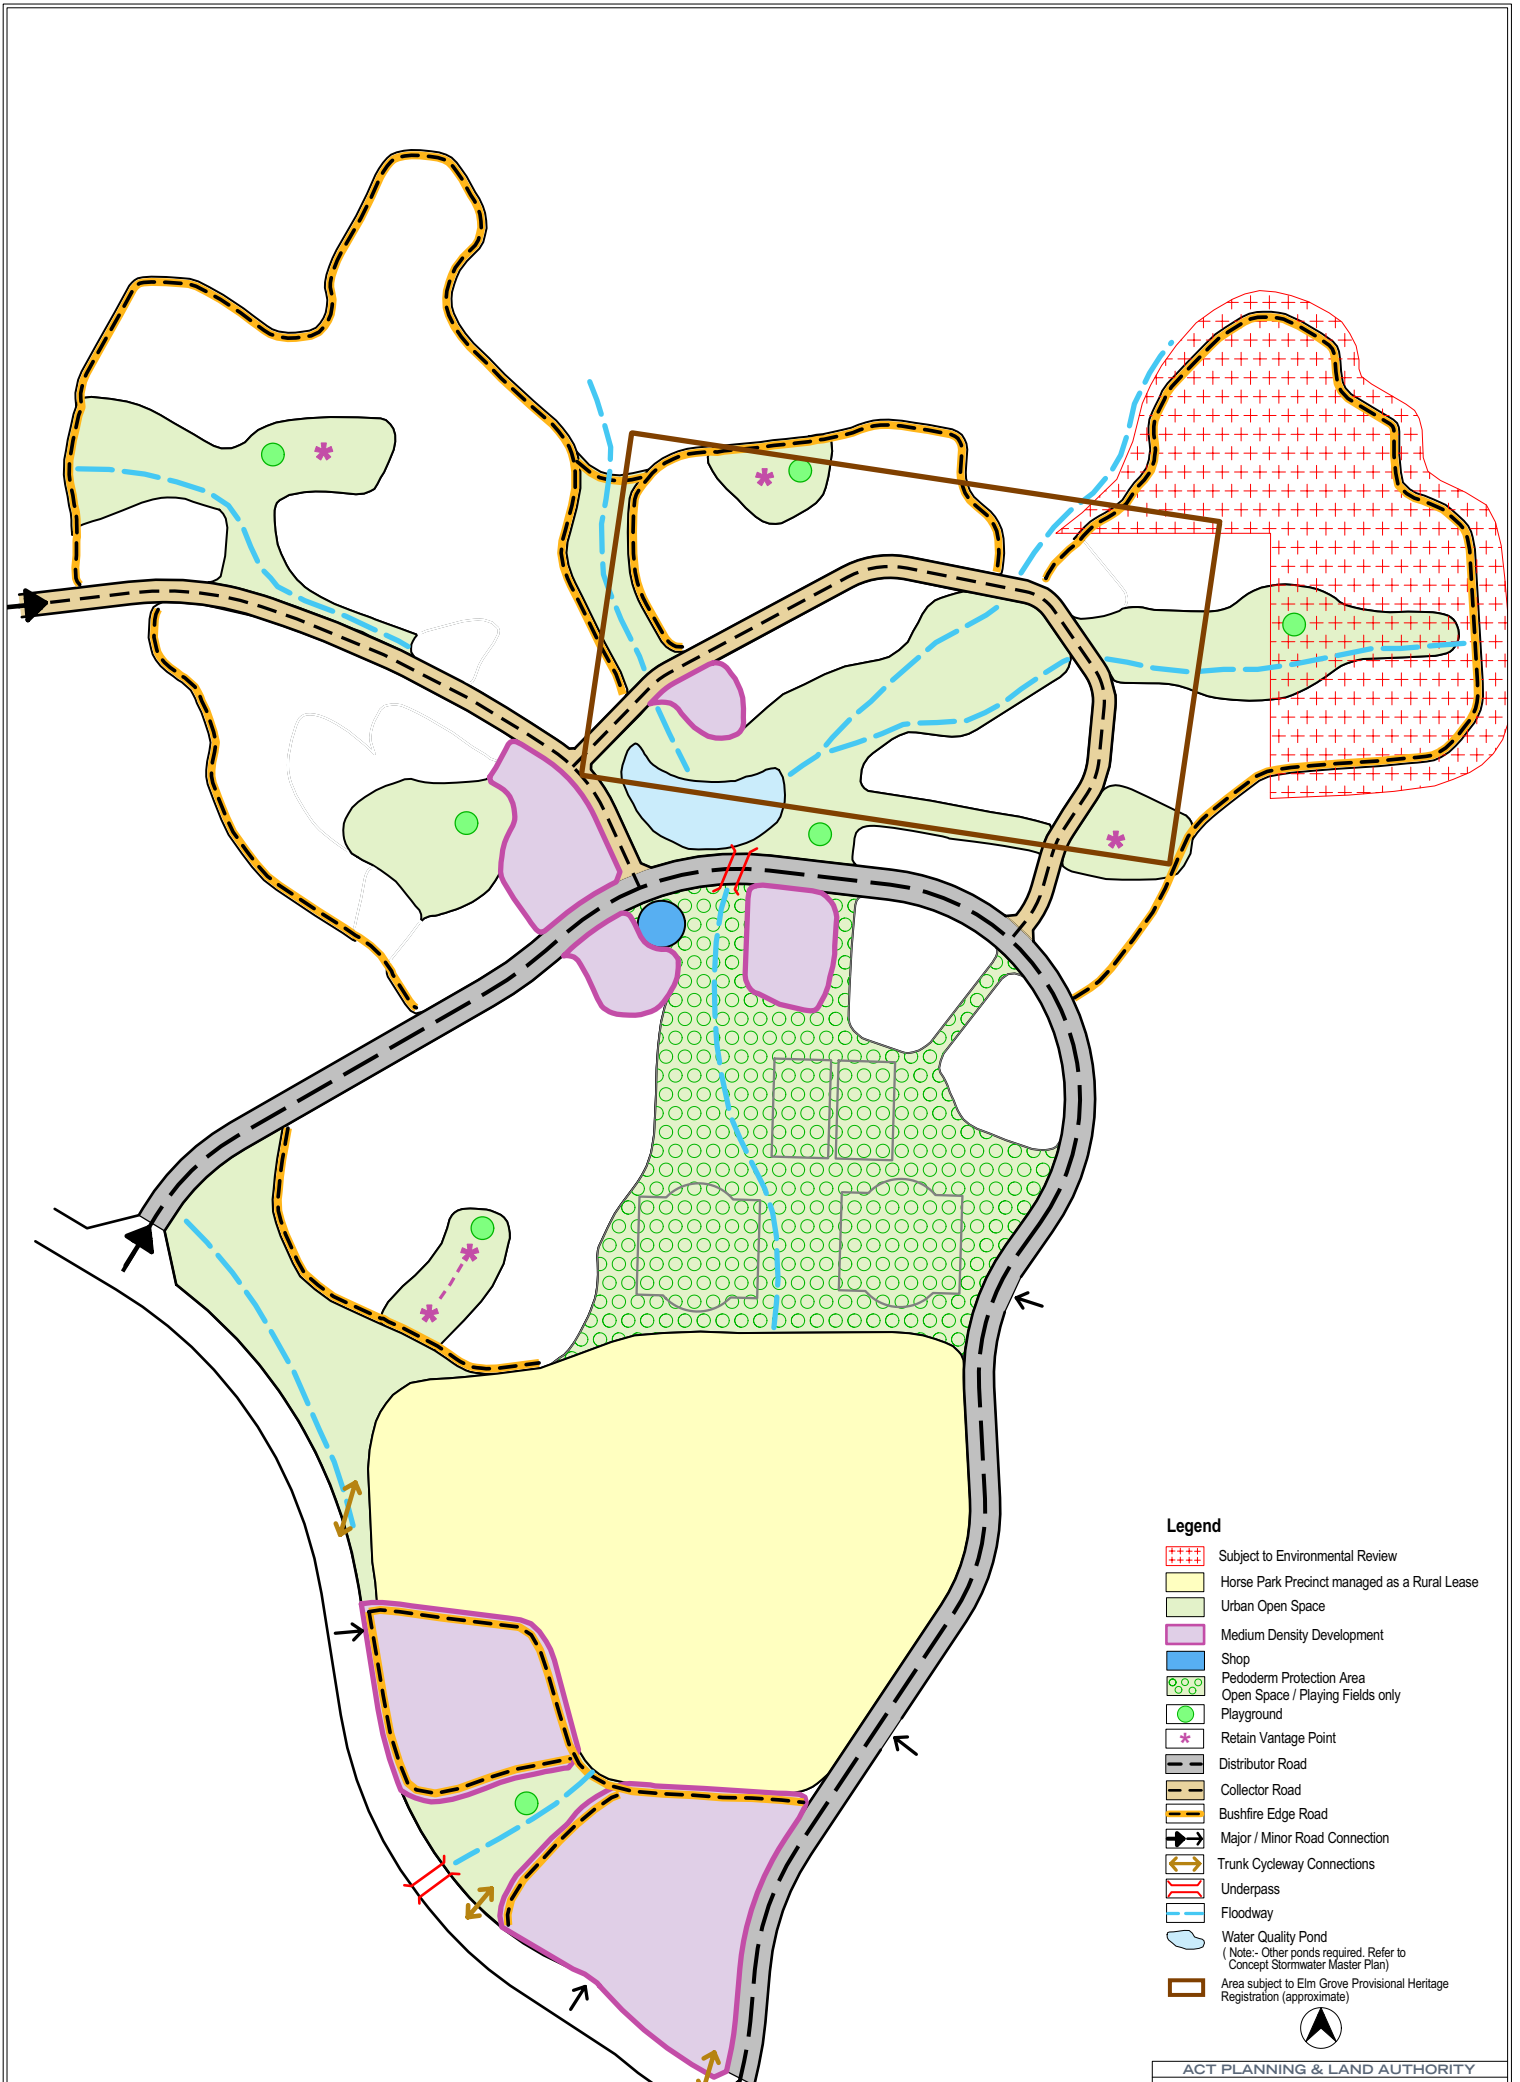 Legend
Subject to Environmental Review
Horse Park Precinct managed as a Rural Lease
Urban Open Space
Medium Density Development
Shop
Pedoderm Protection Area
Open Space / Playing Fields only
Playground
Retain Vantage Point
Distributor Road
Collector Road
Bushfire Edge Road
Major / Minor Road Connection
Trunk Cycleway Connections
Underpass
Floodway
Water Quality Pond
( Note:- Other ponds required. Refer to
Concept Stormwater Master Plan)
Area subject to Elm Grove Provisional Heritage
Registration (approximate)
ACT PLANNING & LAND AUTHORITY